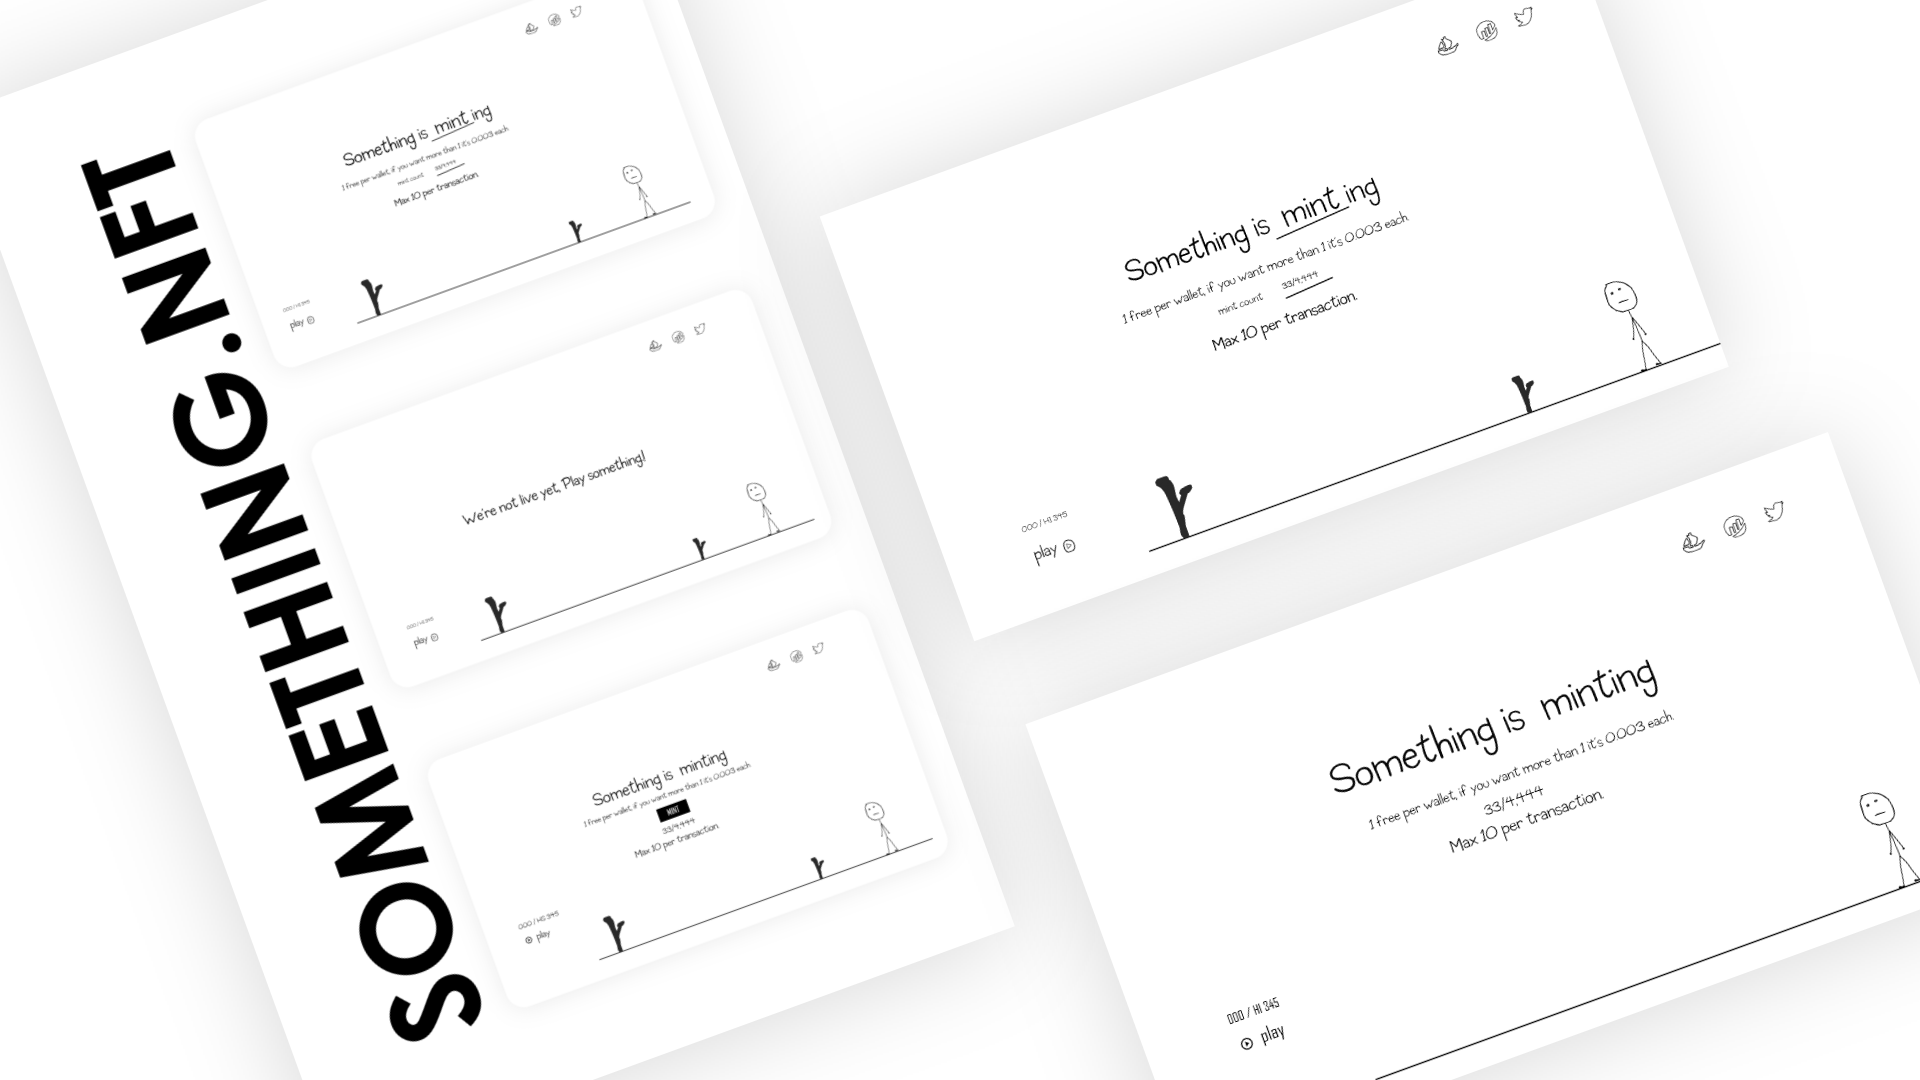 SOMETHING.NFT
Something is mint ing
1 free per wallet, if you want more than 1 it's 0.003 each
mint count 33/4,444
Max 10 per transaction.
000 / HI 345
play
We're not live yet, Play something!
000 / HI 345
play
Something is minting
1 free per wallet, if you want more than 1 it's 0.003 each
MINT
33/4,444
Max 10 per transaction.
000 / HI 345
play
Something is mint ing
1 free per wallet, if you want more than 1 it's 0.003 each.
mint count 33/4,444
Max 10 per transaction.
000 / HI 345
play
Something is minting
1 free per wallet, if you want more than 1 it's 0.003 each.
33/4,444
Max 10 per transaction.
000 / HI 345
play